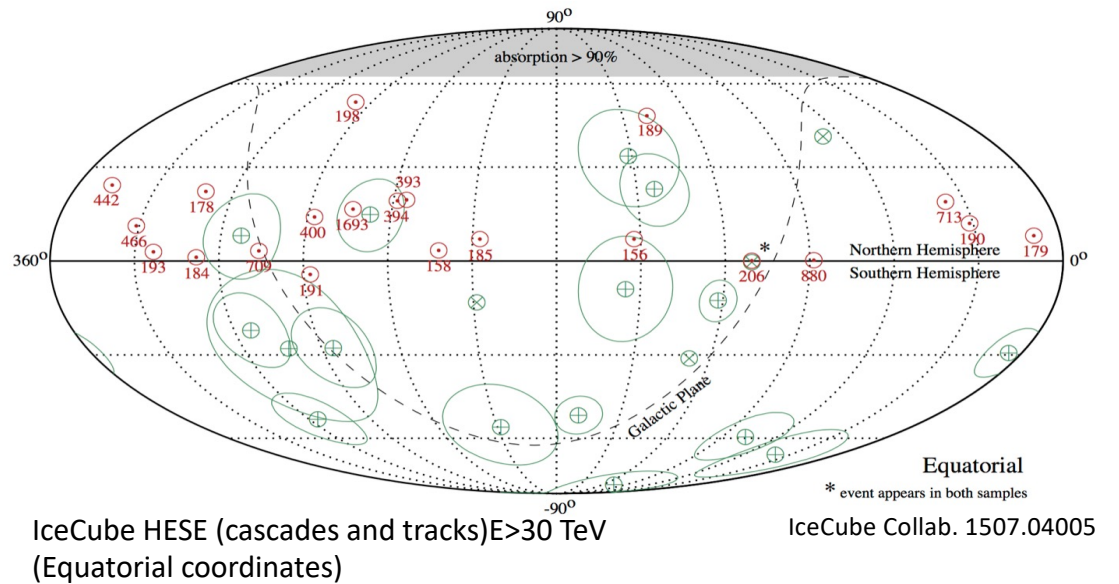 90°
absorption > 90%
198
189
393
442
178
394
1693
400
713
466
190
179
193
184
709
158
185
156
Northern Hemisphere
360°
0°
*
206
880
Southern Hemisphere
191
Galactic Plane
Equatorial
* event appears in both samples
-90°
IceCube HESE (cascades and tracks)E>30 TeV
(Equatorial coordinates)
IceCube Collab. 1507.04005